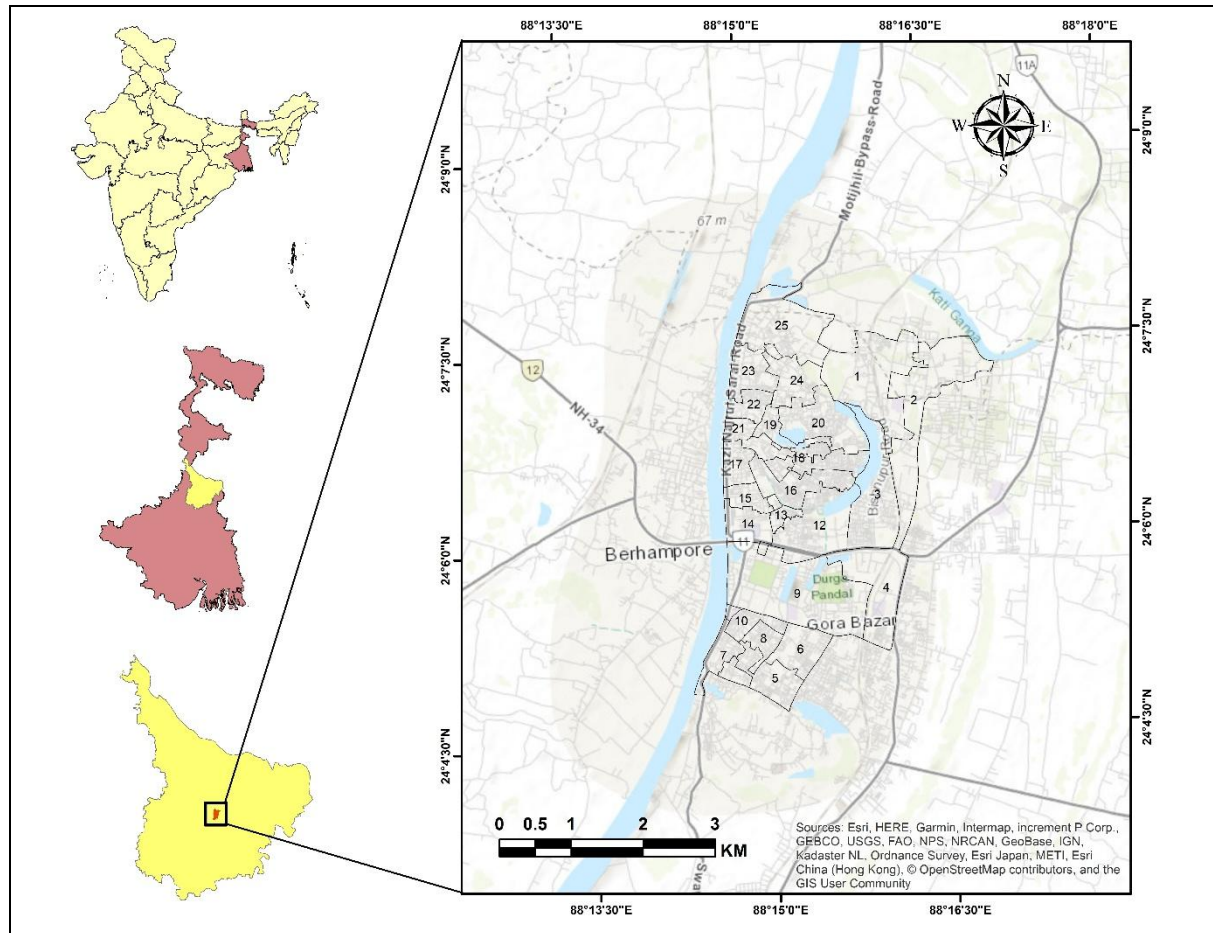 88°13'30"E 88°15'0"E 88°16'30"E 88°18'0"E
11A
N
W E
S
24°9'0"N
24°9'0"N
Motijhil-Bypass-Road
67 m
Kati Ganga
24°7'30"N
24°7'30"N
Kazi-Najrul-Sarai Road
25
23
24
1
12
2
22
NH-34
21
19
20
18
17
16
3
15
13
14
12
24°6'0"N
24°6'0"N
11
Berhampore
Durga
Pandal
9
4
Gora Bazar
10
8
6
7
5
24°4'30"N
24°4'30"N
0 0.5 1 2 3
KM
Sources: Esri, HERE, Garmin, Intermap, increment P Corp.,
GEBCO, USGS, FAO, NPS, NRCAN, GeoBase, IGN,
Kadaster NL, Ordnance Survey, Esri Japan, METI, Esri
China (Hong Kong), © OpenStreetMap contributors, and the
GIS User Community
88°13'30"E 88°15'0"E 88°16'30"E